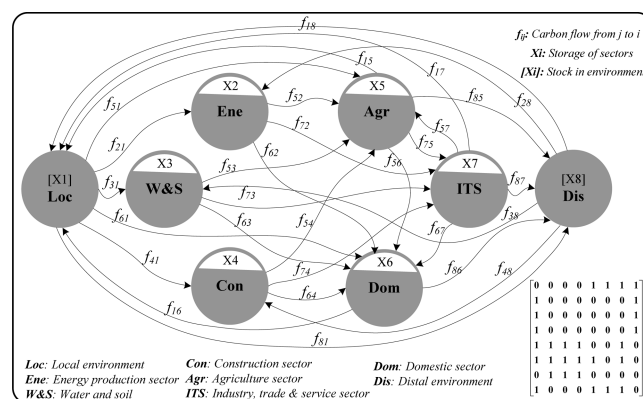 f18
fij: Carbon flow from j to i
Xi: Storage of sectors
[Xi]: Stock in environment
f15
f17
X2
Ene
X5
Agr
f51
f52
f85
f28
f21
f72
f57
f75
f62
f56
[X1]
Loc
X3
W&S
f53
X7
ITS
[X8]
Dis
f31
f73
f87
f61
f63
f54
f67
f38
f41
X4
Con
f74
f64
X6
Dom
f86
f48
f16
f81
0 0 0 0 1 1 1 1
1 0 0 0 0 0 0 1
1 0 0 0 0 0 0 1
1 0 0 0 0 0 0 1
1 1 1 1 0 0 1 0
1 1 1 1 1 0 1 0
0 1 1 1 1 0 0 0
1 0 0 0 1 1 1 0
Loc: Local environment
Ene: Energy production sector
W&S: Water and soil
Con: Construction sector
Agr: Agriculture sector
ITS: Industry, trade & service sector
Dom: Domestic sector
Dis: Distal environment